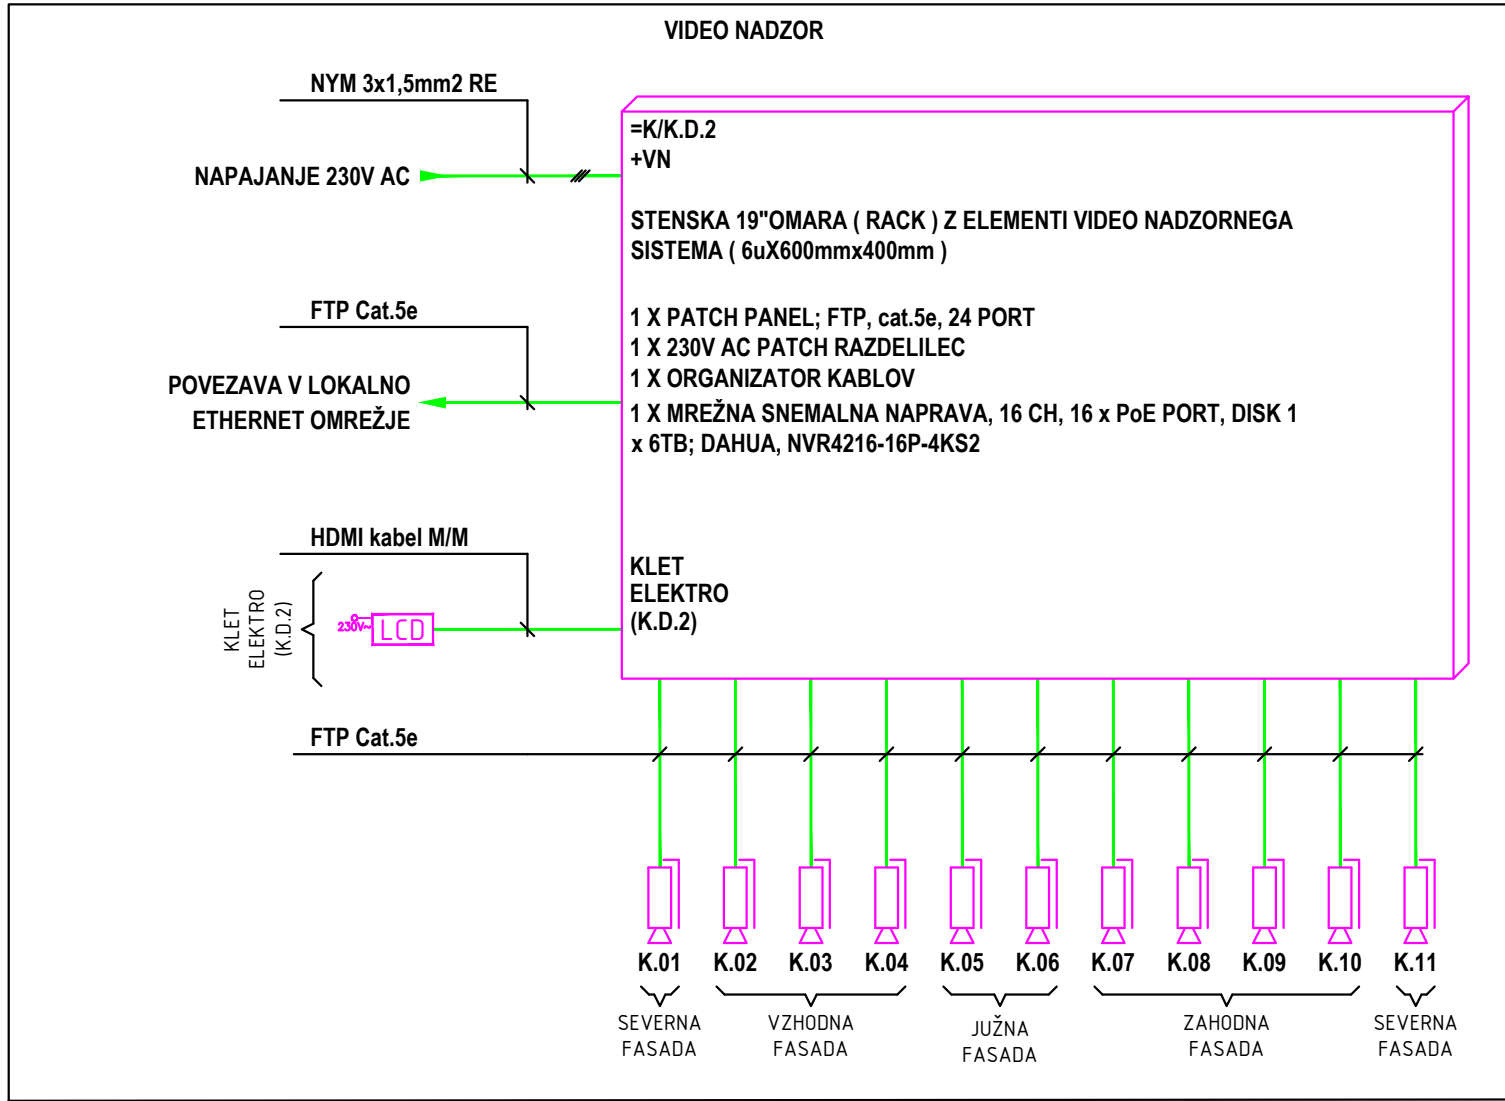 VIDEO NADZOR
NYM 3x1,5mm2 RE
NAPAJANJE 230V AC
=K/K.D.2
+VN
STENSKA 19"OMARA ( RACK ) Z ELEMENTI VIDEO NADZORNEGA
SISTEMA ( 6uX600mmx400mm )
FTP Cat.5e
POVEZAVA V LOKALNO
ETHERNET OMREŽJE
1 X PATCH PANEL; FTP, cat.5e, 24 PORT
1 X 230V AC PATCH RAZDELILEC
1 X ORGANIZATOR KABLOV
1 X MREŽNA SNEMALNA NAPRAVA, 16 CH, 16 x PoE PORT, DISK 1
x 6TB; DAHUA, NVR4216-16P-4KS2
HDMI kabel M/M
KLET
ELEKTRO
(K.D.2)
230V~
LCD
KLET
ELEKTRO
(K.D.2)
FTP Cat.5e
K.01 K.02 K.03 K.04 K.05 K.06 K.07 K.08 K.09 K.10 K.11
SEVERNA
FASADA
VZHODNA
FASADA
JUŽNA
FASADA
ZAHODNA
FASADA
SEVERNA
FASADA